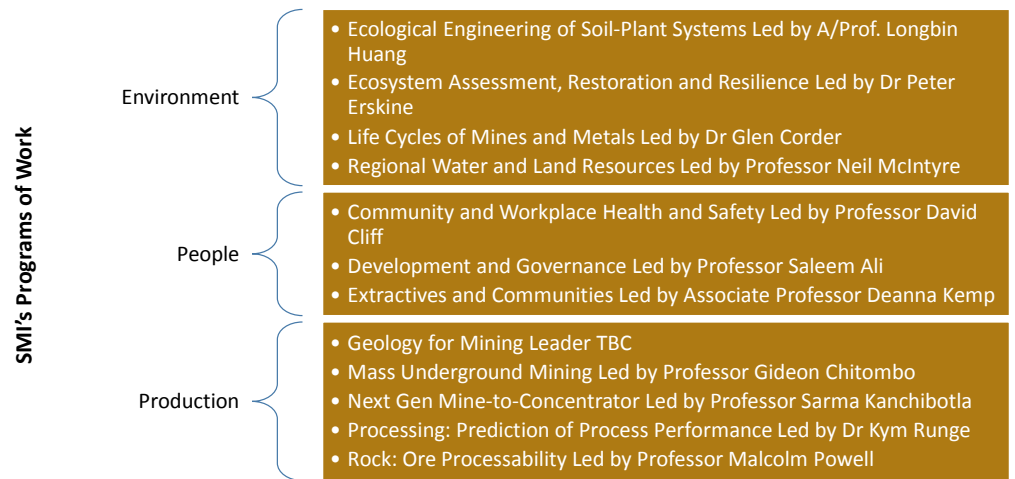 SMI's Programs of Work
Environment
• Ecological Engineering of Soil-Plant Systems Led by A/Prof. Longbin
Huang
• Ecosystem Assessment, Restoration and Resilience Led by Dr Peter
Erskine
• Life Cycles of Mines and Metals Led by Dr Glen Corder
• Regional Water and Land Resources Led by Professor Neil McIntyre
People
• Community and Workplace Health and Safety Led by Professor David
Cliff
• Development and Governance Led by Professor Saleem Ali
• Extractives and Communities Led by Associate Professor Deanna Kemp
Production
• Geology for Mining Leader TBC
• Mass Underground Mining Led by Professor Gideon Chitombo
• Next Gen Mine-to-Concentrator Led by Professor Sarma Kanchibotla
• Processing: Prediction of Process Performance Led by Dr Kym Runge
• Rock: Ore Processability Led by Professor Malcolm Powell